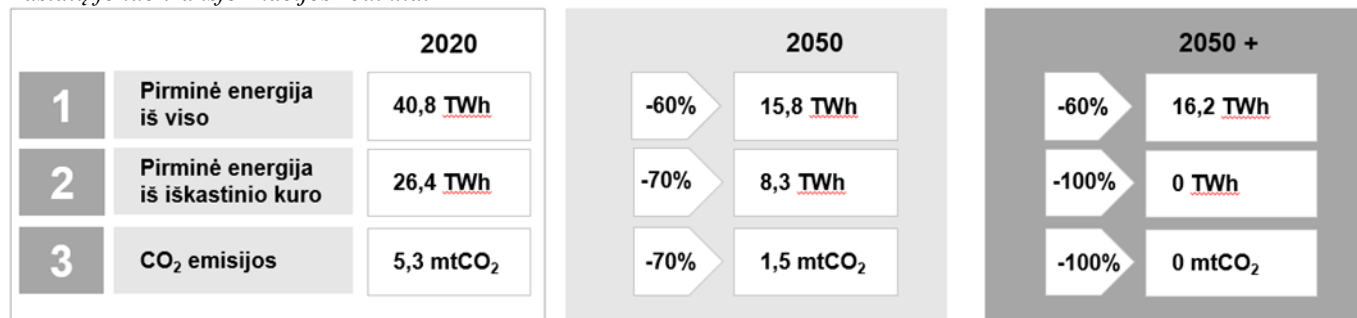 2020
2050
2050 +
1
Pirminė energija
iš viso
40,8 TWh
-60%
15,8 TWh
-60%
16,2 TWh
2
Pirminė energija
iš iškastinio kuro
26,4 TWh
-70%
8,3 TWh
-100%
0 TWh
3
CO₂ emisijos
5,3 mtCO₂
-70%
1,5 mtCO₂
-100%
0 mtCO₂